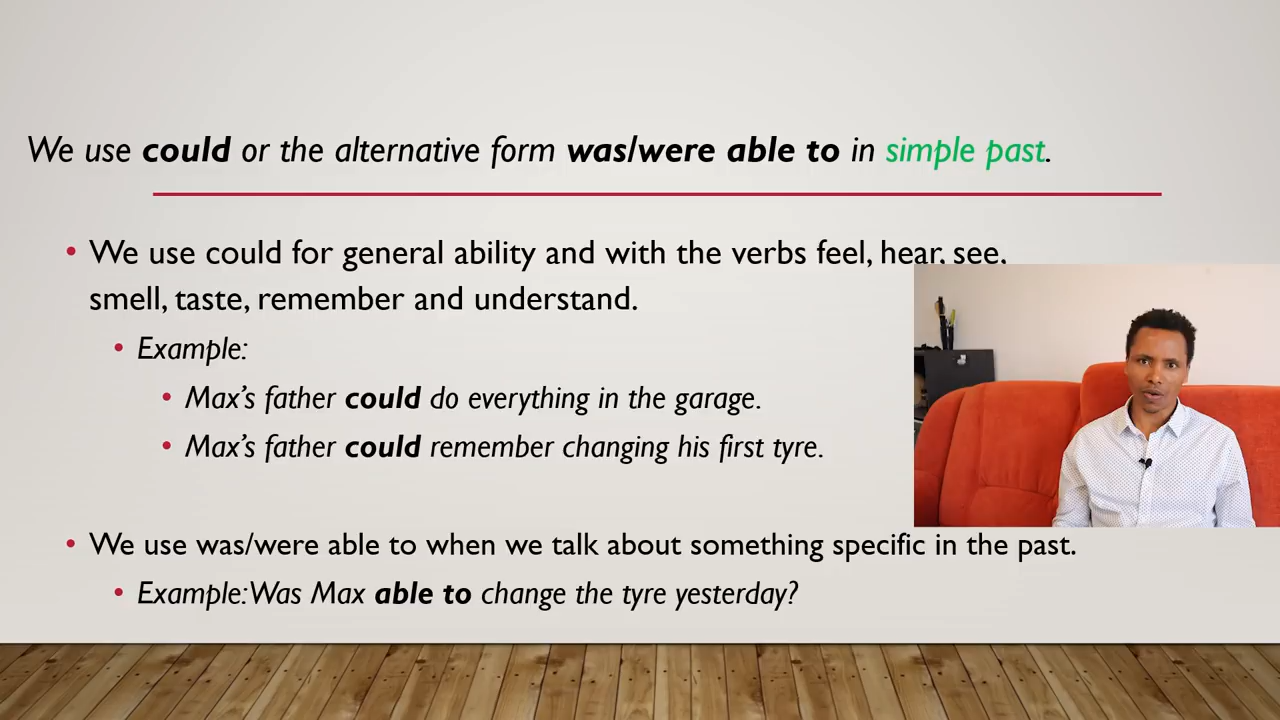 We use could or the alternative form was/were able to in simple past.
• We use could for general ability and with the verbs feel, hear, see,
smell, taste, remember and understand.
• Example:
• Max’s father could do everything in the garage.
• Max’s father could remember changing his first tyre.
• We use was/were able to when we talk about something specific in the past.
• Example: Was Max able to change the tyre yesterday?